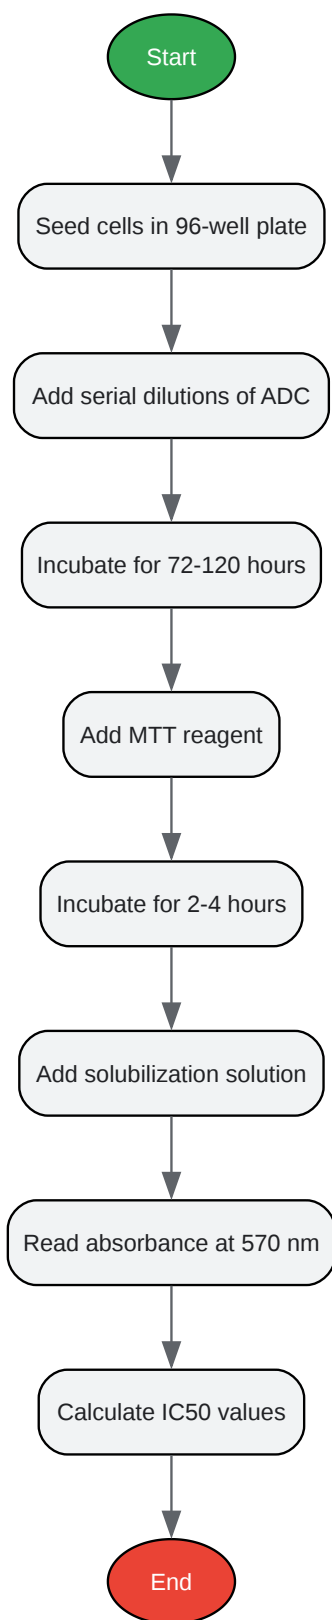 Start
Seed cells in 96-well plate
Add serial dilutions of ADC
Incubate for 72-120 hours
Add MTT reagent
Incubate for 2-4 hours
Add solubilization solution
Read absorbance at 570 nm
Calculate IC50 values
End